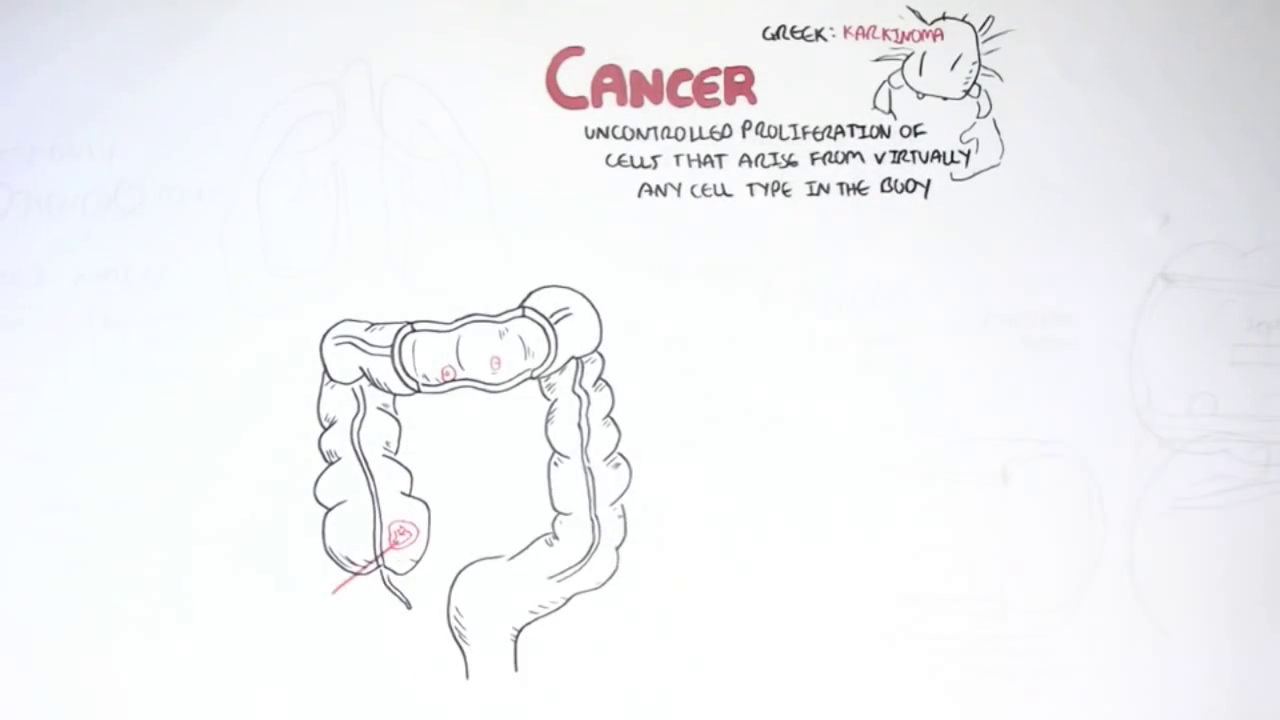 GREEK: KARKINOMA
CANCER
UNCONTROLLED PROLIFERATION OF
CELLS THAT ARISE FROM VIRTUALLY
ANY CELL TYPE IN THE BODY